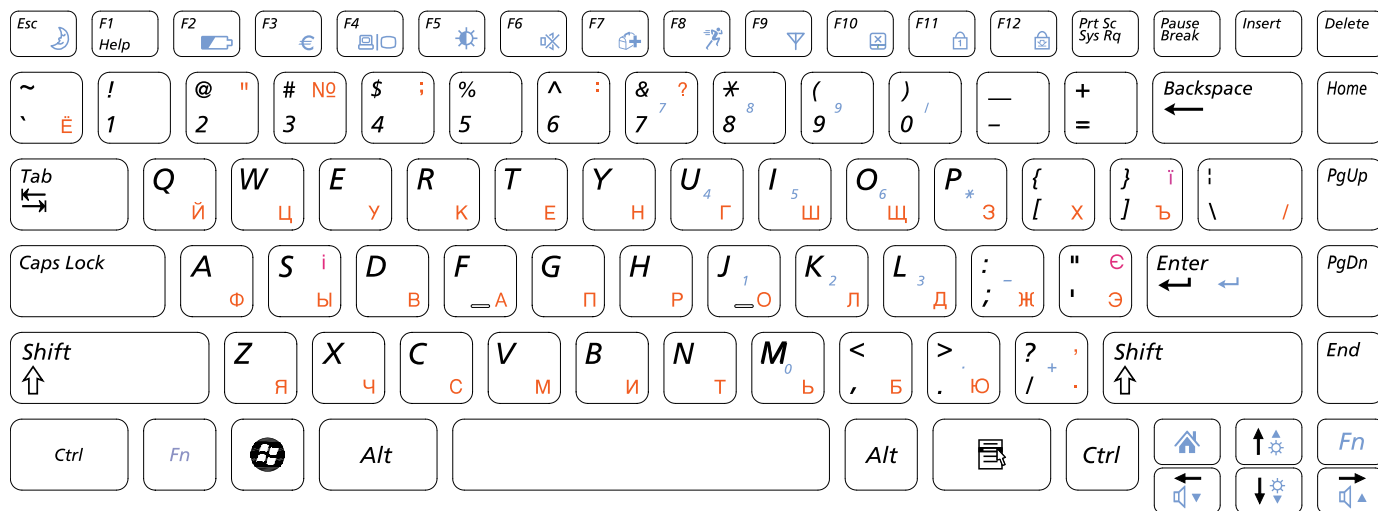 Esc F1 Help F2 F3 € F4 F5 F6 F7 F8 F9 F10 F11 1 F12 Prt Sc Sys Rq Pause Break Insert Delete
~ ` Ё ! 1 @ " 2 # № 3 $ ; 4 % 5 ^ : 6 & ? 7 7 * 8 8 ( 9 9 ) / 0 _ – + = Backspace Home
Tab Q Й W Ц E У R К T Е Y Н U 4 Г I 5 Ш O 6 Щ P * З { [ Х } ї ] Ъ ¦ \ / PgUp
Caps Lock A Ф S і Ы D В F А G П H Р J 1 О K 2 Л L 3 Д : – ; Ж " Є ' Э Enter PgDn
Shift Z Я X Ч C С V М B И N Т M 0 Ь < , Б > . . Ю ? , / + . Shift End
Ctrl Fn Alt Alt Ctrl Fn